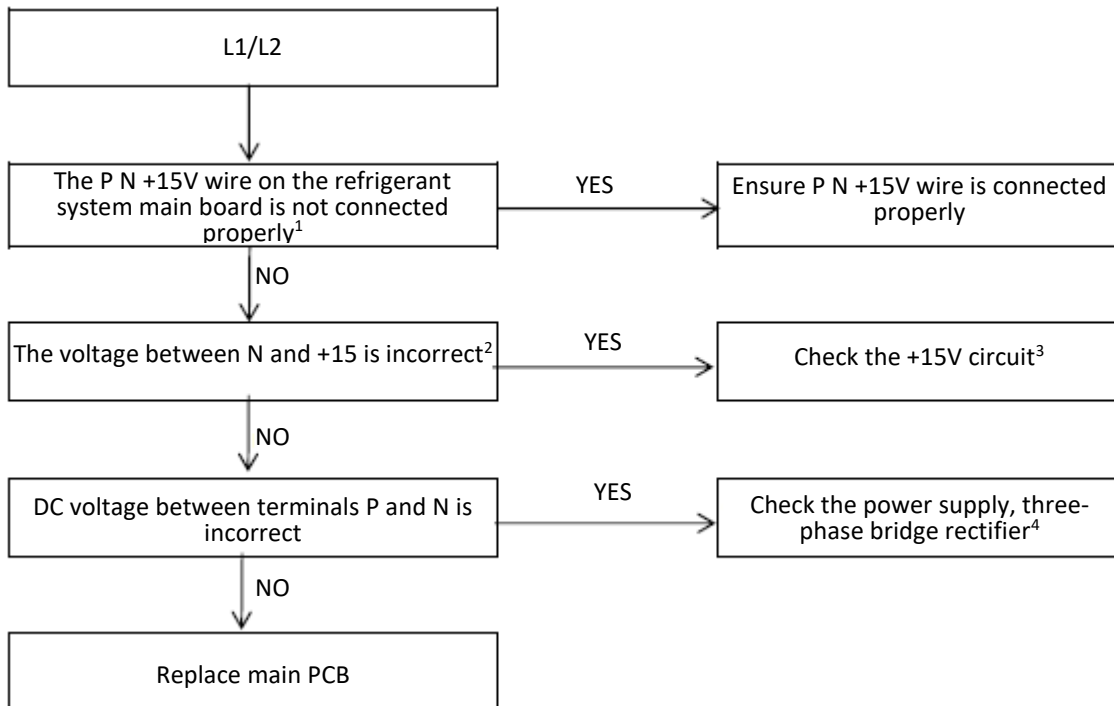 L1/L2
The P N +15V wire on the refrigerant
system main board is not connected
properly¹
YES
Ensure P N +15V wire is connected
properly
NO
The voltage between N and +15 is incorrect²
YES
Check the +15V circuit³
NO
DC voltage between terminals P and N is
incorrect
YES
Check the power supply, three-
phase bridge rectifier⁴
NO
Replace main PCB